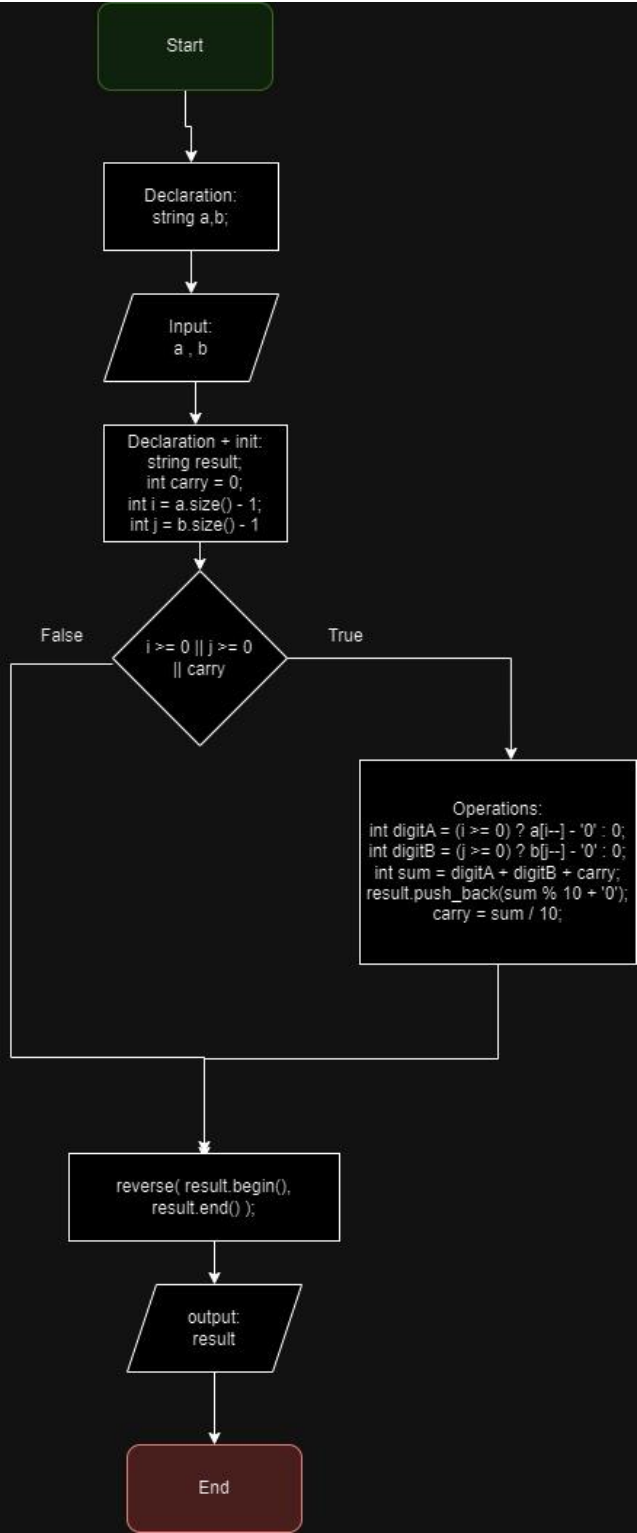 Start
Declaration:
string a,b;
Input:
a , b
Declaration + init:
string result;
int carry = 0;
int i = a.size() - 1;
int j = b.size() - 1
i >= 0 || j >= 0
|| carry
False
True
Operations:
int digitA = (i >= 0) ? a[i--] - '0' : 0;
int digitB = (j >= 0) ? b[j--] - '0' : 0;
int sum = digitA + digitB + carry;
result.push_back(sum % 10 + '0');
carry = sum / 10;
reverse( result.begin(),
result.end() );
output:
result
End